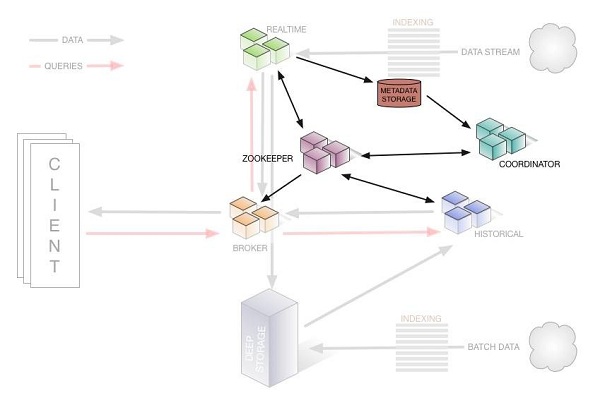 REALTIME
INDEXING
DATA
DATA STREAM
QUERIES
METADATA
STORAGE
ZOOKEEPER
COORDINATOR
CLIENT
BROKER
HISTORICAL
DEEP
STORAGE
INDEXING
BATCH DATA